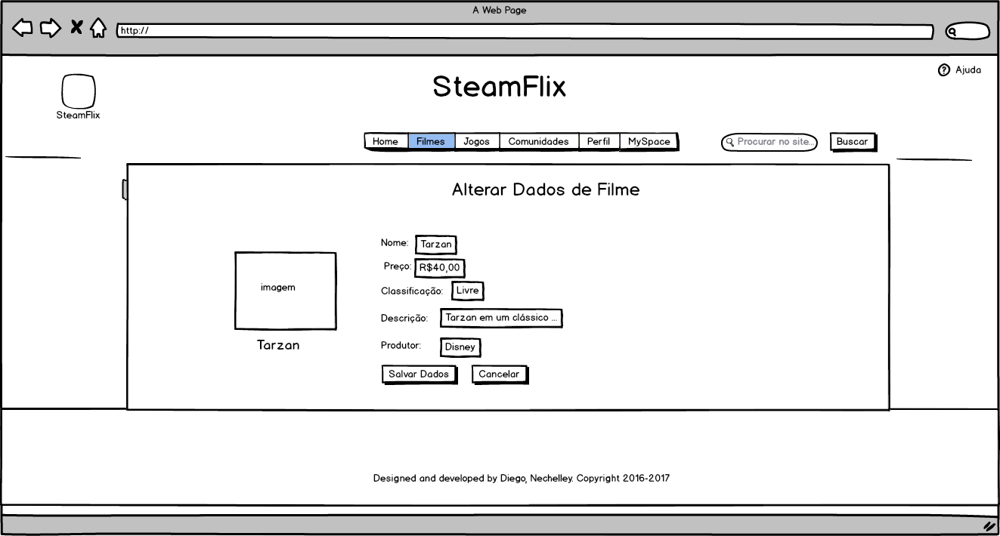 A Web Page
http://
Ajuda
SteamFlix
SteamFlix
Home Filmes Jogos Comunidades Perfil MySpace
Procurar no site... Buscar
Alterar Dados de Filme
Nome: Tarzan
Preço: R$40,00
imagem
Classificação: Livre
Descrição: Tarzan em um clássico ...
Tarzan
Produtor: Disney
Salvar Dados Cancelar
Designed and developed by Diego, Nechelley. Copyright 2016-2017